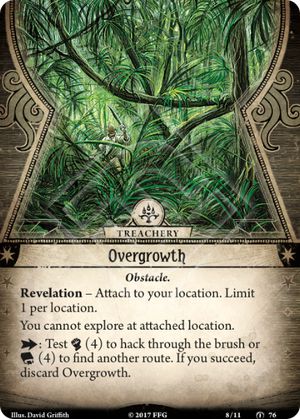 TREACHERY
Overgrowth
Obstacle.
Revelation – Attach to your location. Limit
1 per location.
You cannot explore at attached location.
: Test (4) to hack through the brush or
(4) to find another route. If you succeed,
discard Overgrowth.
Illus. David Griffith © 2017 FFG 8/11 76